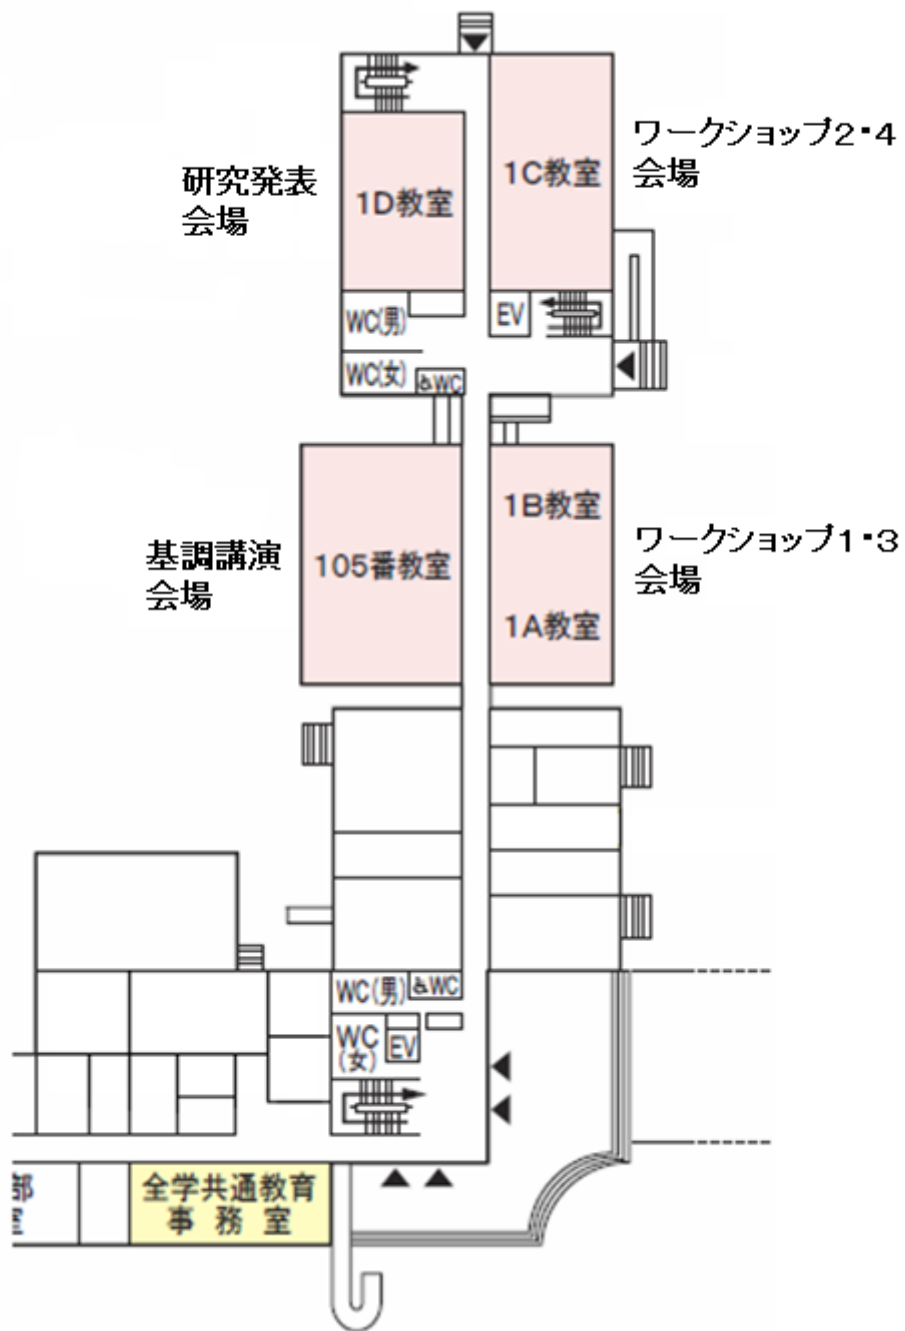 ワークショップ2・4
会場
研究発表
会場
1C教室
1D教室
WC(男)
EV
WC(女)
WC
1B教室
ワークショップ1・3
会場
基調講演
会場
105番教室
1A教室
WC(男)
WC
WC
(女)
EV
部
全学共通教育
事務室